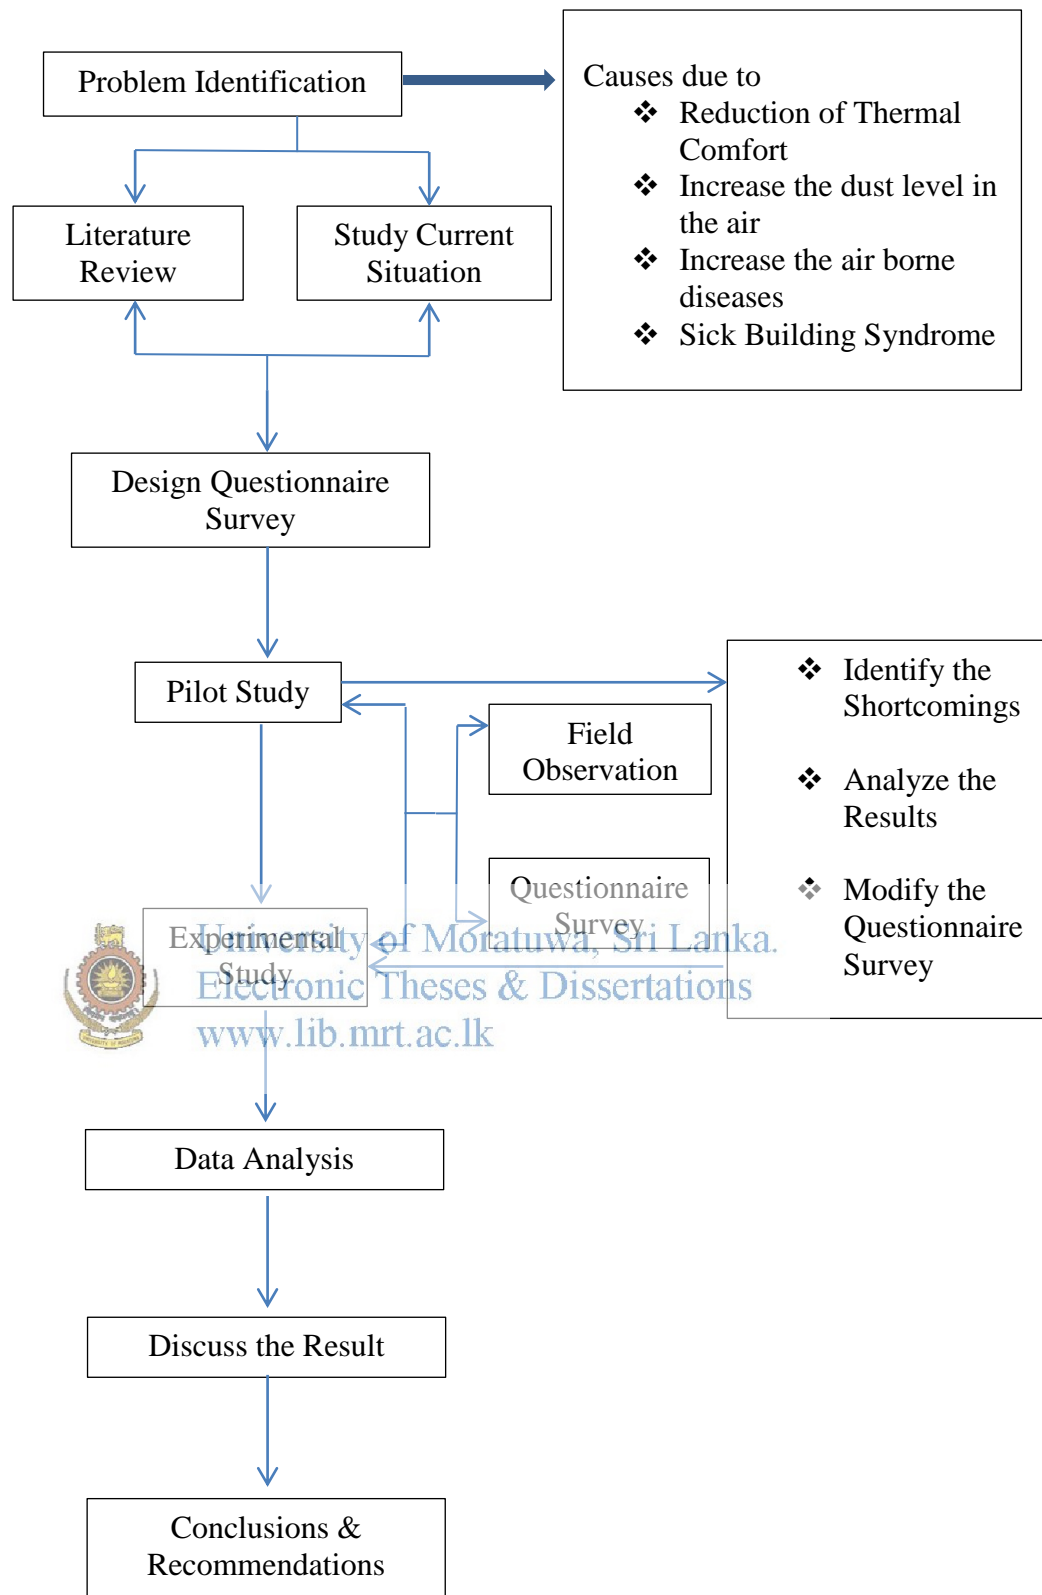 Problem Identification
Causes due to
❖ Reduction of Thermal
Comfort
❖ Increase the dust level in
the air
❖ Increase the air borne
diseases
❖ Sick Building Syndrome
Literature
Review
Study Current
Situation
Design Questionnaire
Survey
Pilot Study
❖ Identify the
Shortcomings
❖ Analyze the
Results
❖ Modify the
Questionnaire
Survey
Field
Observation
Questionnaire
Survey
Experimental
Study
University of Moratuwa, Sri Lanka.
Electronic Theses & Dissertations
www.lib.mrt.ac.lk
Data Analysis
Discuss the Result
Conclusions &
Recommendations